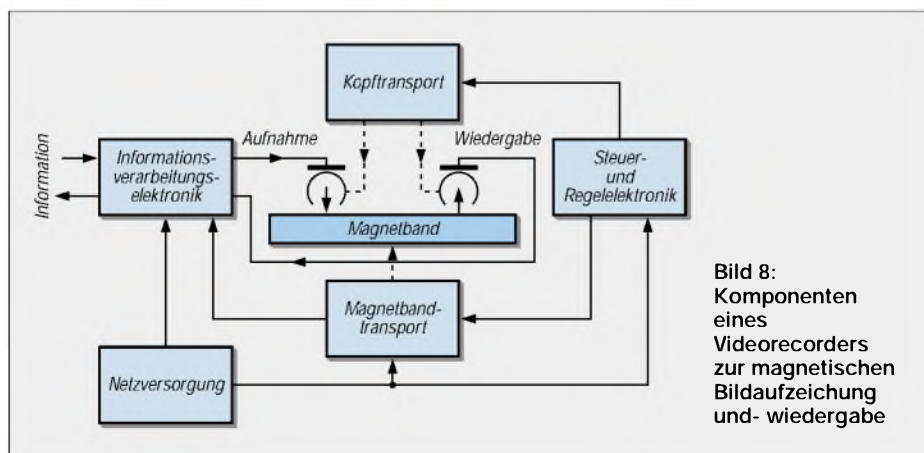 Kopftransport
Aufnahme
Wiedergabe
Information
Informations-
verarbeitungs-
elektronik
Steuer-
und
Regelelektronik
Magnetband
Magnetband-
transport
Netzversorgung
Bild 8:
Komponenten
eines
Videorecorders
zur magnetischen
Bildaufzeichung
und- wiedergabe